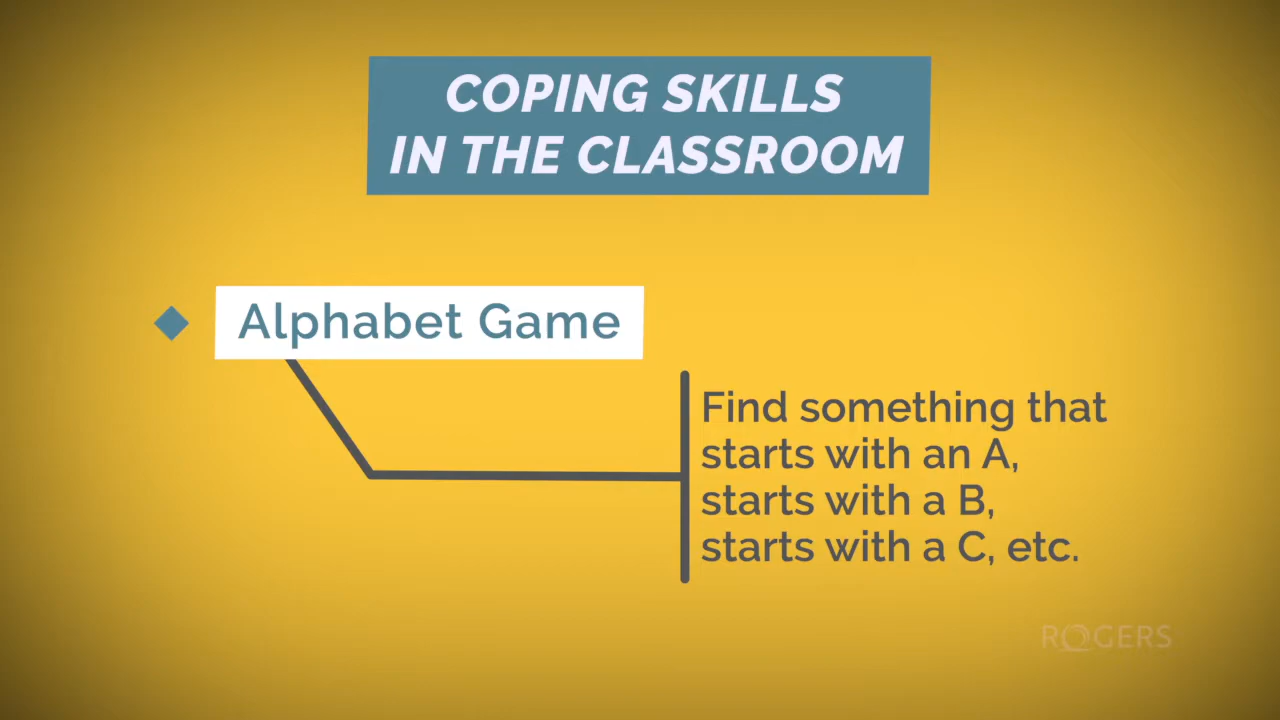 COPING SKILLS
IN THE CLASSROOM
Alphabet Game
Find something that
starts with an A,
starts with a B,
starts with a C, etc.
ROGERS